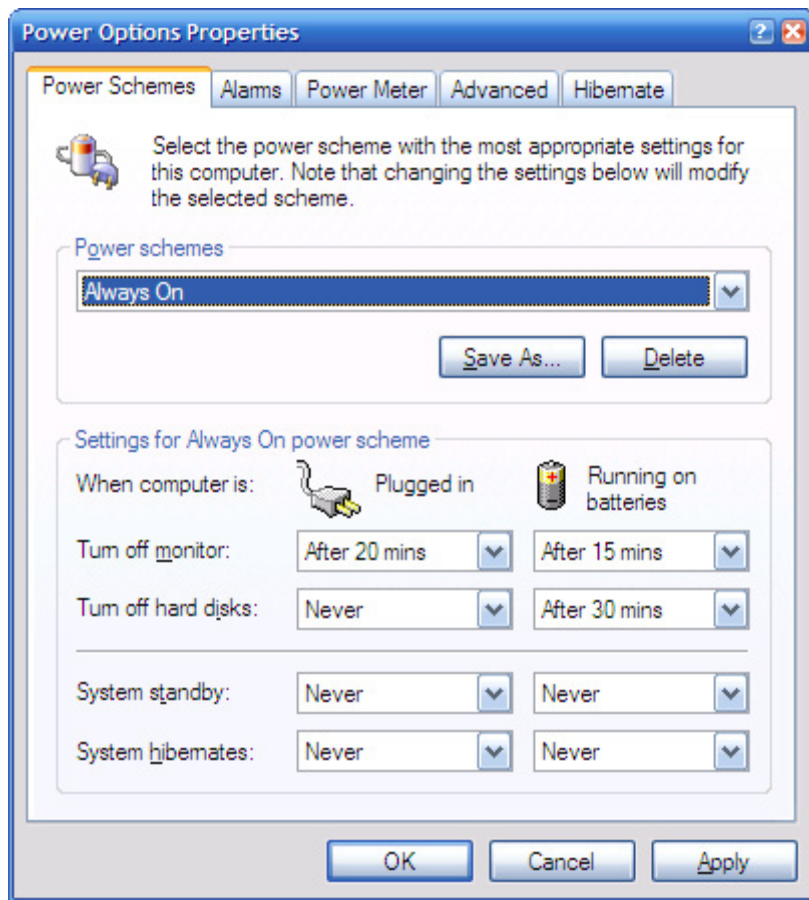 Power Options Properties
Power Schemes Alarms Power Meter Advanced Hibernate
Select the power scheme with the most appropriate settings for
this computer. Note that changing the settings below will modify
the selected scheme.
Power schemes
Always On
Save As... Delete
Settings for Always On power scheme
When computer is: Plugged in Running on
batteries
Turn off monitor: After 20 mins After 15 mins
Turn off hard disks: Never After 30 mins
System standby: Never Never
System hibernates: Never Never
OK Cancel Apply